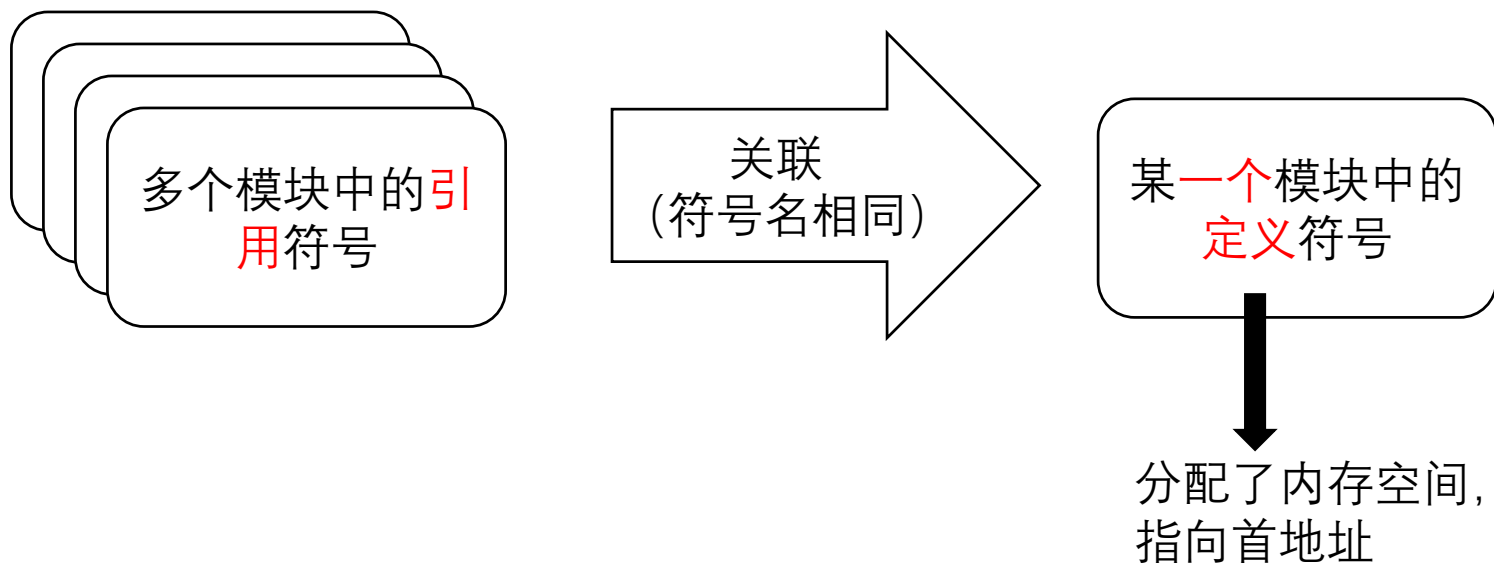 多个模块中的引
用符号
关联
（符号名相同）
某一个模块中的
定义符号
分配了内存空间，
指向首地址